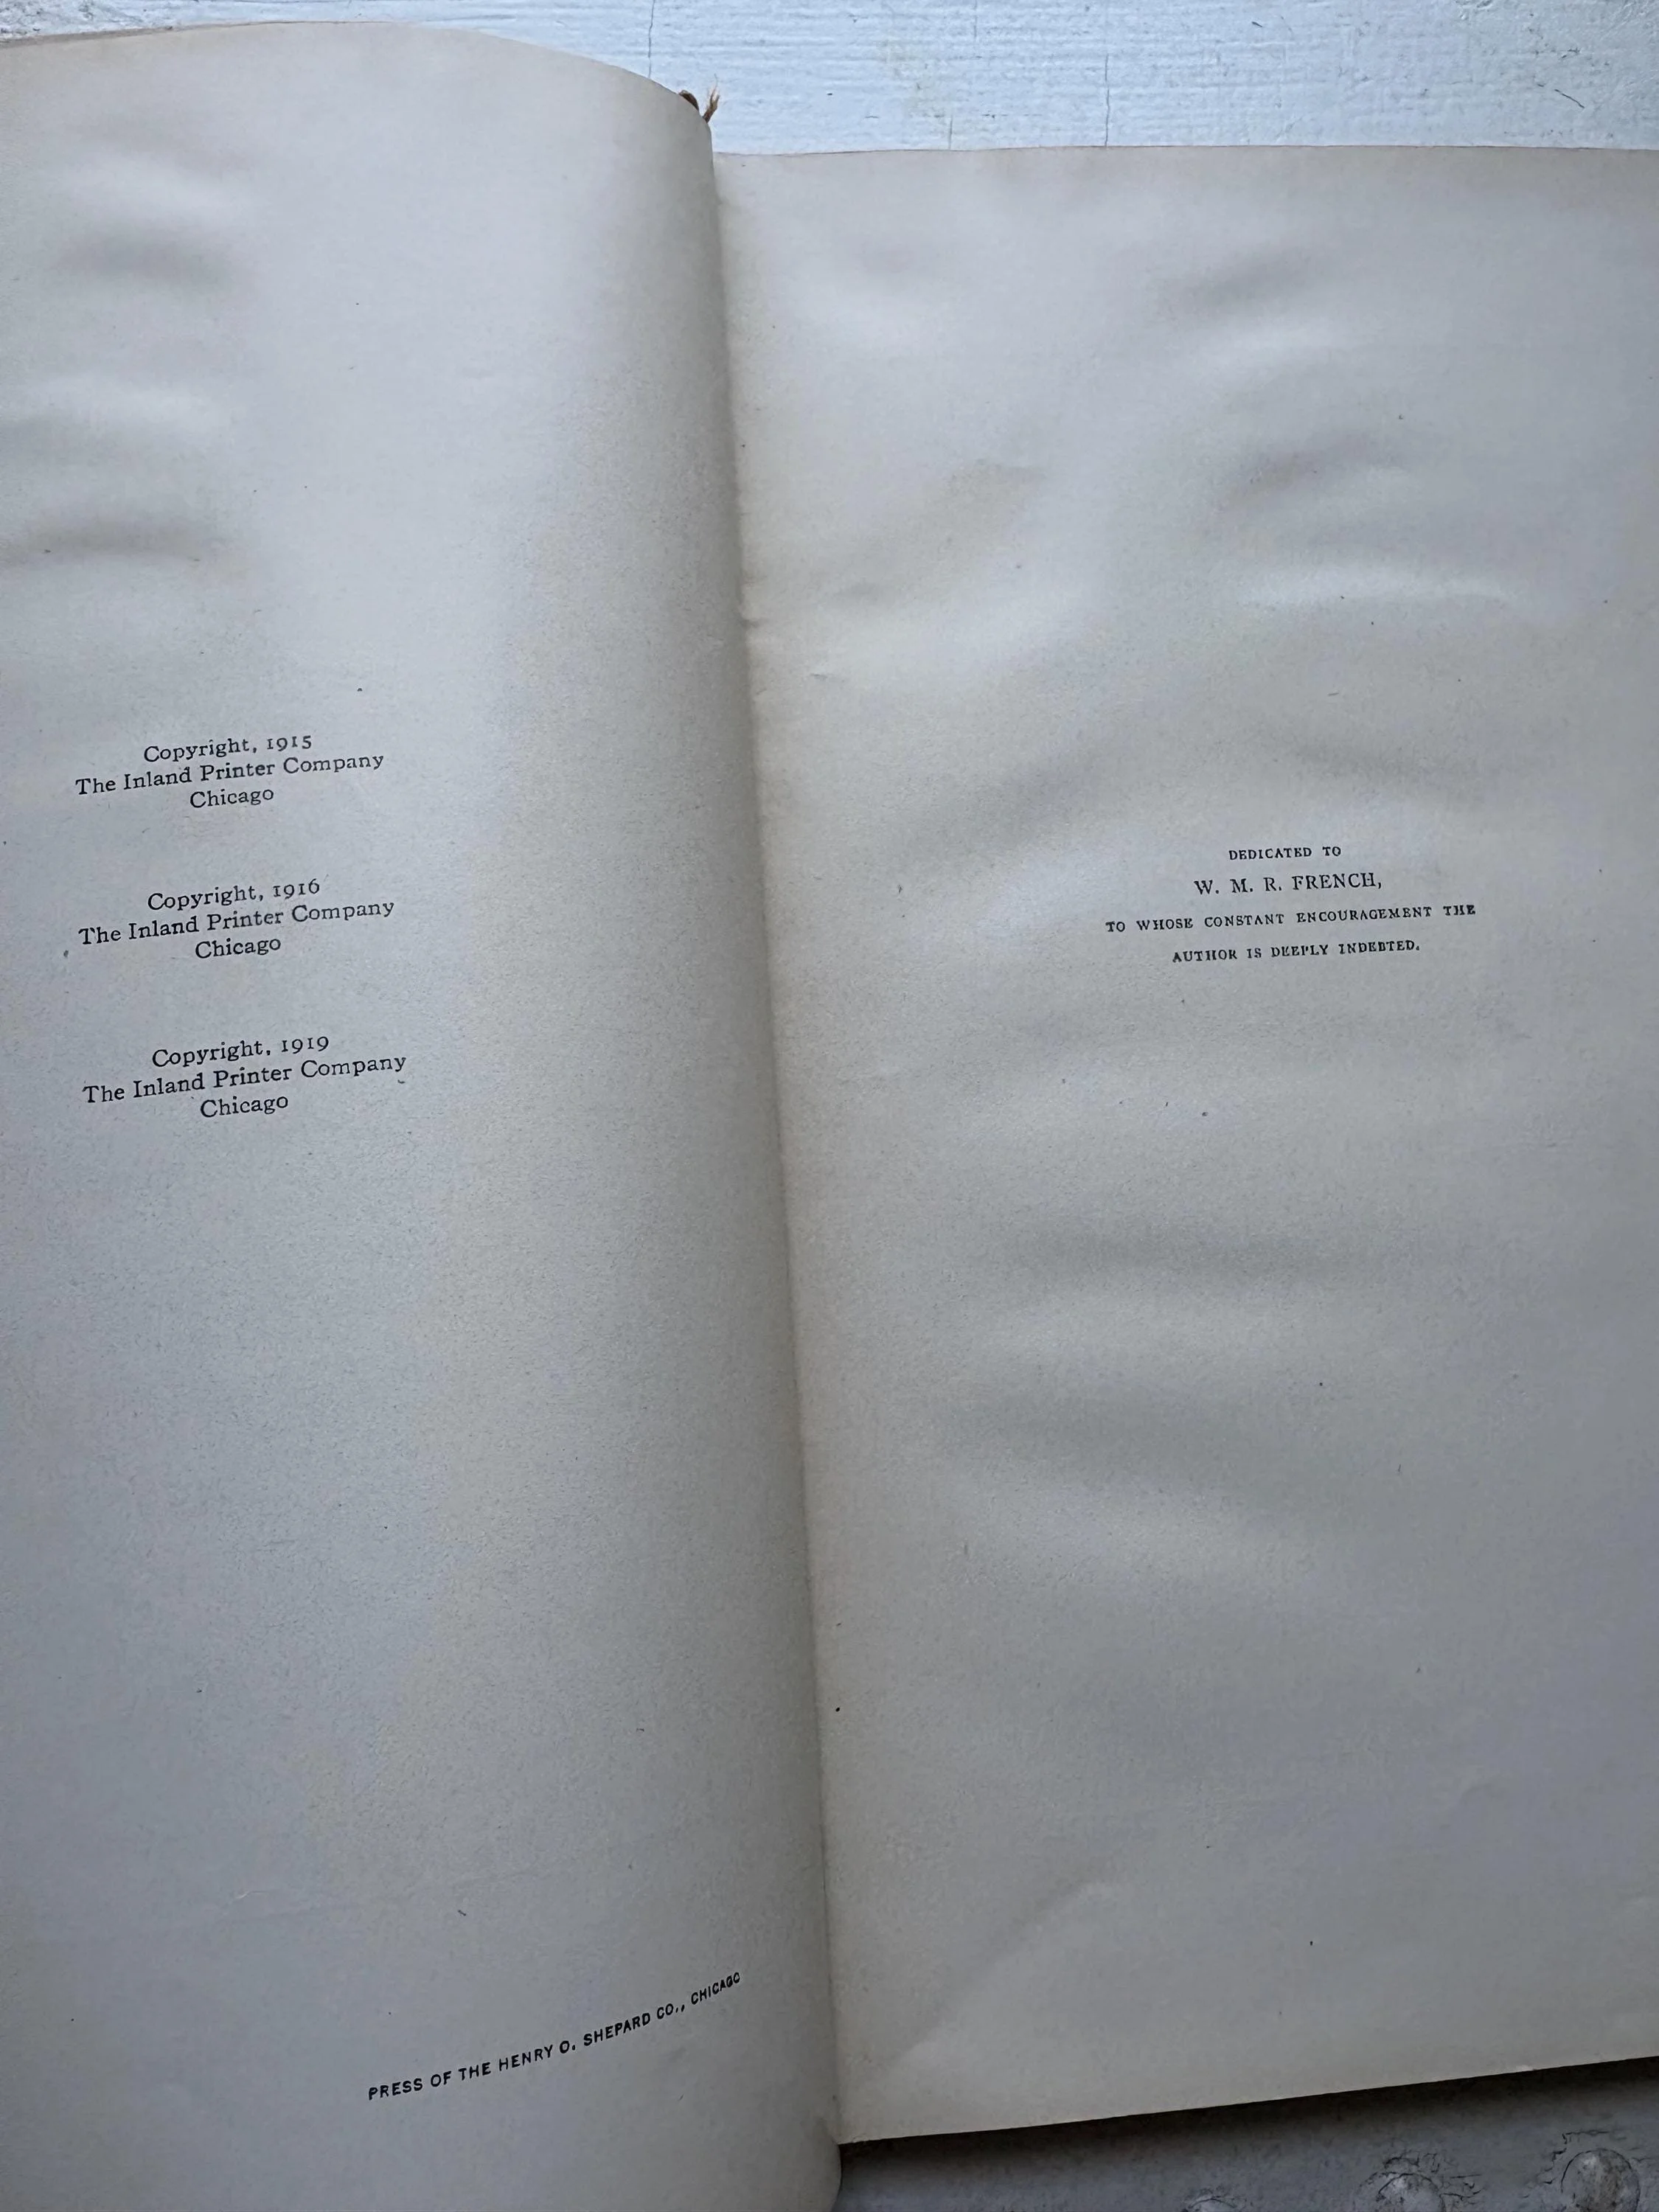 Copyright, 1915
The Inland Printer Company
Chicago
Copyright, 1916
The Inland Printer Company
Chicago
Copyright, 1919
The Inland Printer Company
Chicago
PRESS OF THE HENRY O. SHEPARD CO., CHICAGO
DEDICATED TO
W. M. R. FRENCH,
TO WHOSE CONSTANT ENCOURAGEMENT THE
AUTHOR IS DEEPLY INDEBTED.